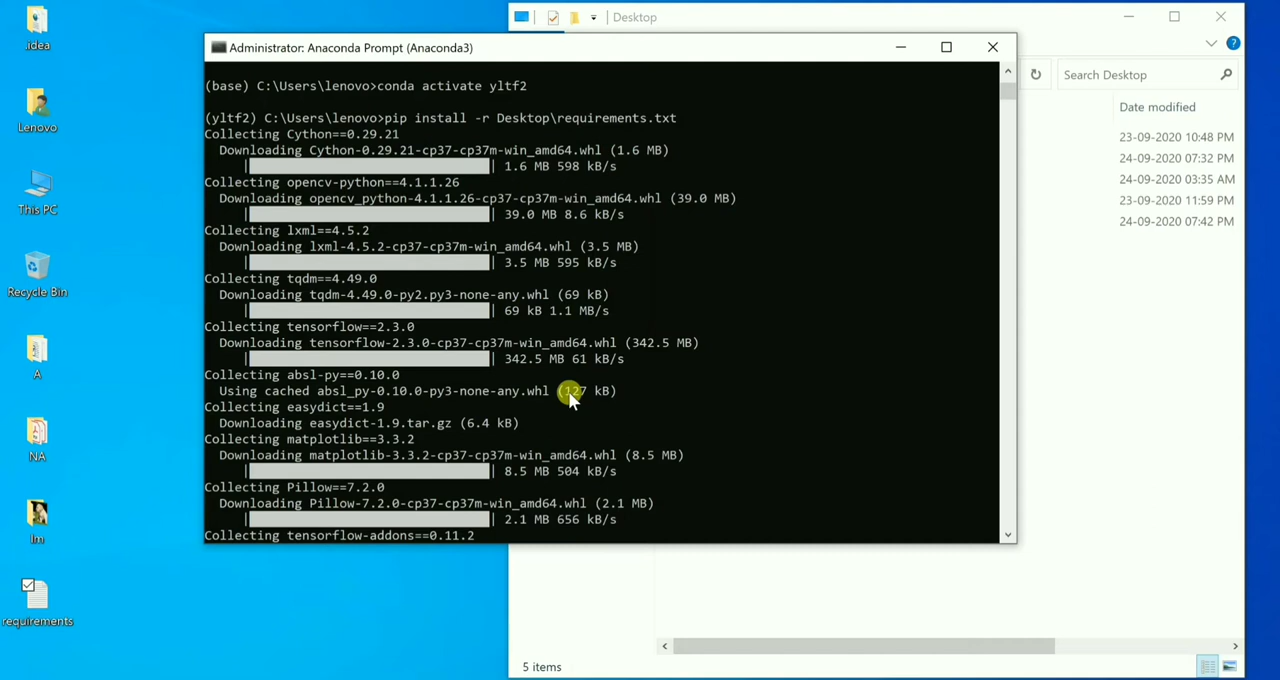 .idea
Lenovo
This PC
Recycle Bin
A
NA
Im
requirements
Desktop
Search Desktop
Date modified
23-09-2020 10:48 PM
24-09-2020 07:32 PM
24-09-2020 03:35 AM
23-09-2020 11:59 PM
24-09-2020 07:42 PM
5 items
Administrator: Anaconda Prompt (Anaconda3)
(base) C:\Users\lenovo>conda activate yltf2
(yltf2) C:\Users\lenovo>pip install -r Desktop\requirements.txt
Collecting Cython==0.29.21
Downloading Cython-0.29.21-cp37-cp37m-win_amd64.whl (1.6 MB)
| | 1.6 MB 598 kB/s
Collecting opencv-python==4.1.1.26
Downloading opencv_python-4.1.1.26-cp37-cp37m-win_amd64.whl (39.0 MB)
| | 39.0 MB 8.6 kB/s
Collecting lxml==4.5.2
Downloading lxml-4.5.2-cp37-cp37m-win_amd64.whl (3.5 MB)
| | 3.5 MB 595 kB/s
Collecting tqdm==4.49.0
Downloading tqdm-4.49.0-py2.py3-none-any.whl (69 kB)
| | 69 kB 1.1 MB/s
Collecting tensorflow==2.3.0
Downloading tensorflow-2.3.0-cp37-cp37m-win_amd64.whl (342.5 MB)
| | 342.5 MB 61 kB/s
Collecting absl-py==0.10.0
Using cached absl_py-0.10.0-py3-none-any.whl (127 kB)
Collecting easydict==1.9
Downloading easydict-1.9.tar.gz (6.4 kB)
Collecting matplotlib==3.3.2
Downloading matplotlib-3.3.2-cp37-cp37m-win_amd64.whl (8.5 MB)
| | 8.5 MB 504 kB/s
Collecting Pillow==7.2.0
Downloading Pillow-7.2.0-cp37-cp37m-win_amd64.whl (2.1 MB)
| | 2.1 MB 656 kB/s
Collecting tensorflow-addons==0.11.2